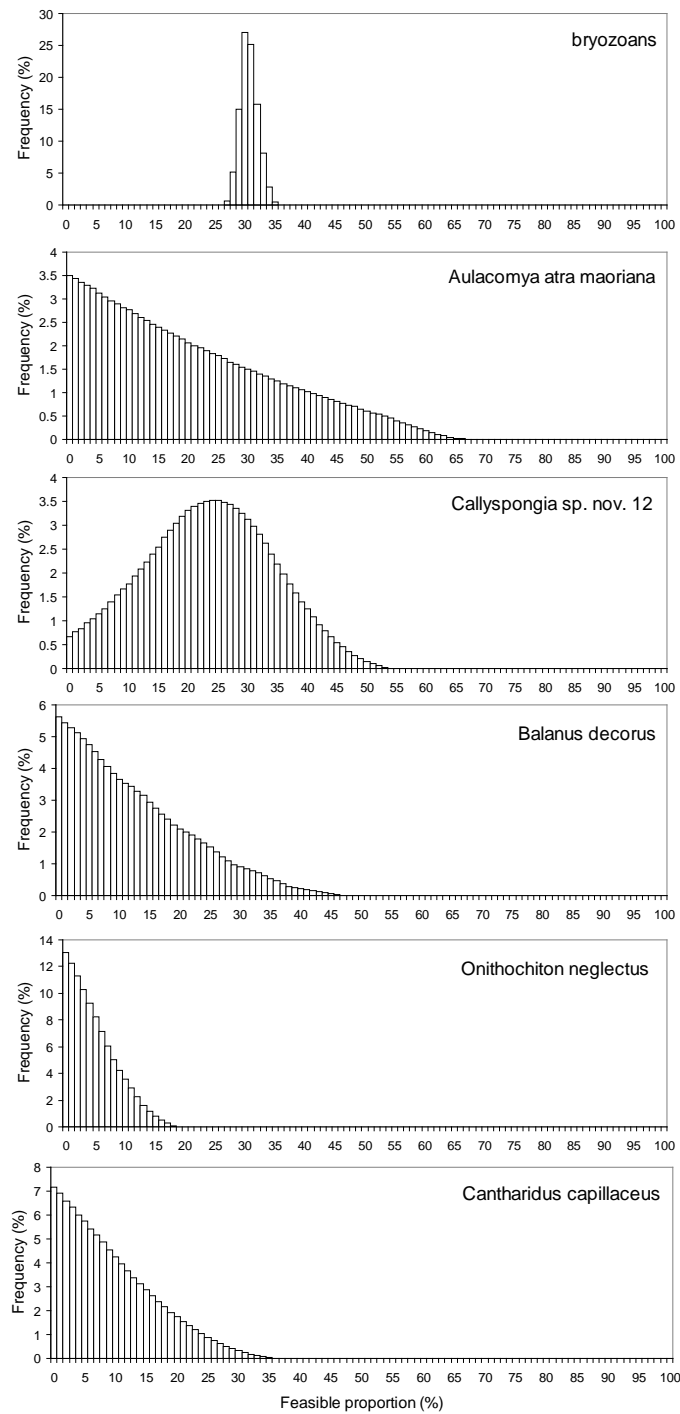 30
25
20
15
10
5
0
Frequency (%)
bryozoans
0 5 10 15 20 25 30 35 40 45 50 55 60 65 70 75 80 85 90 95 100
4
3.5
3
2.5
2
1.5
1
0.5
0
Frequency (%)
Aulacomya atra maoriana
0 5 10 15 20 25 30 35 40 45 50 55 60 65 70 75 80 85 90 95 100
4
3.5
3
2.5
2
1.5
1
0.5
0
Frequency (%)
Callyspongia sp. nov. 12
0 5 10 15 20 25 30 35 40 45 50 55 60 65 70 75 80 85 90 95 100
6
5
4
3
2
1
0
Frequency (%)
Balanus decorus
0 5 10 15 20 25 30 35 40 45 50 55 60 65 70 75 80 85 90 95 100
14
12
10
8
6
4
2
0
Frequency (%)
Onithochiton neglectus
0 5 10 15 20 25 30 35 40 45 50 55 60 65 70 75 80 85 90 95 100
8
7
6
5
4
3
2
1
0
Frequency (%)
Cantharidus capillaceus
0 5 10 15 20 25 30 35 40 45 50 55 60 65 70 75 80 85 90 95 100
Feasible proportion (%)